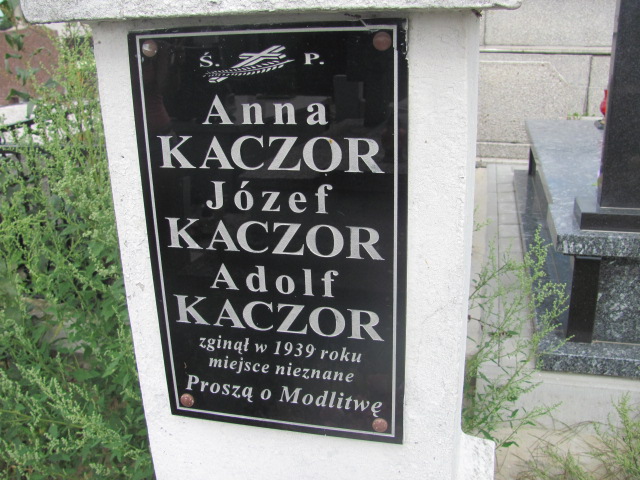 Ś. P.
Anna
KACZOR
Józef
KACZOR
Adolf
KACZOR
zginął w 1939 roku
miejsce nieznane
Proszą o Modlitwę